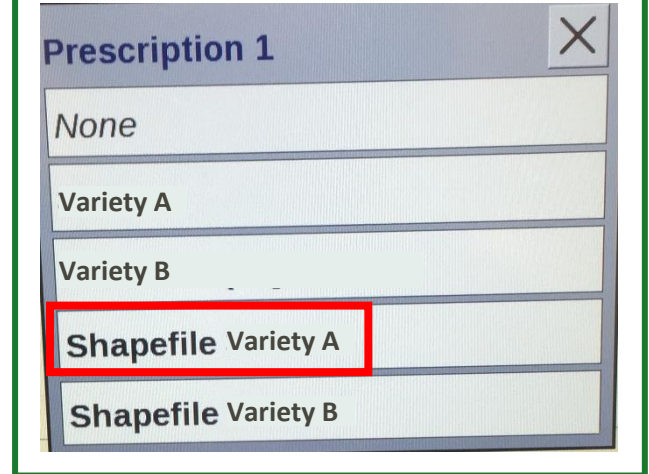 Prescription 1
None
Variety A
Variety B
Shapefile Variety A
Shapefile Variety B